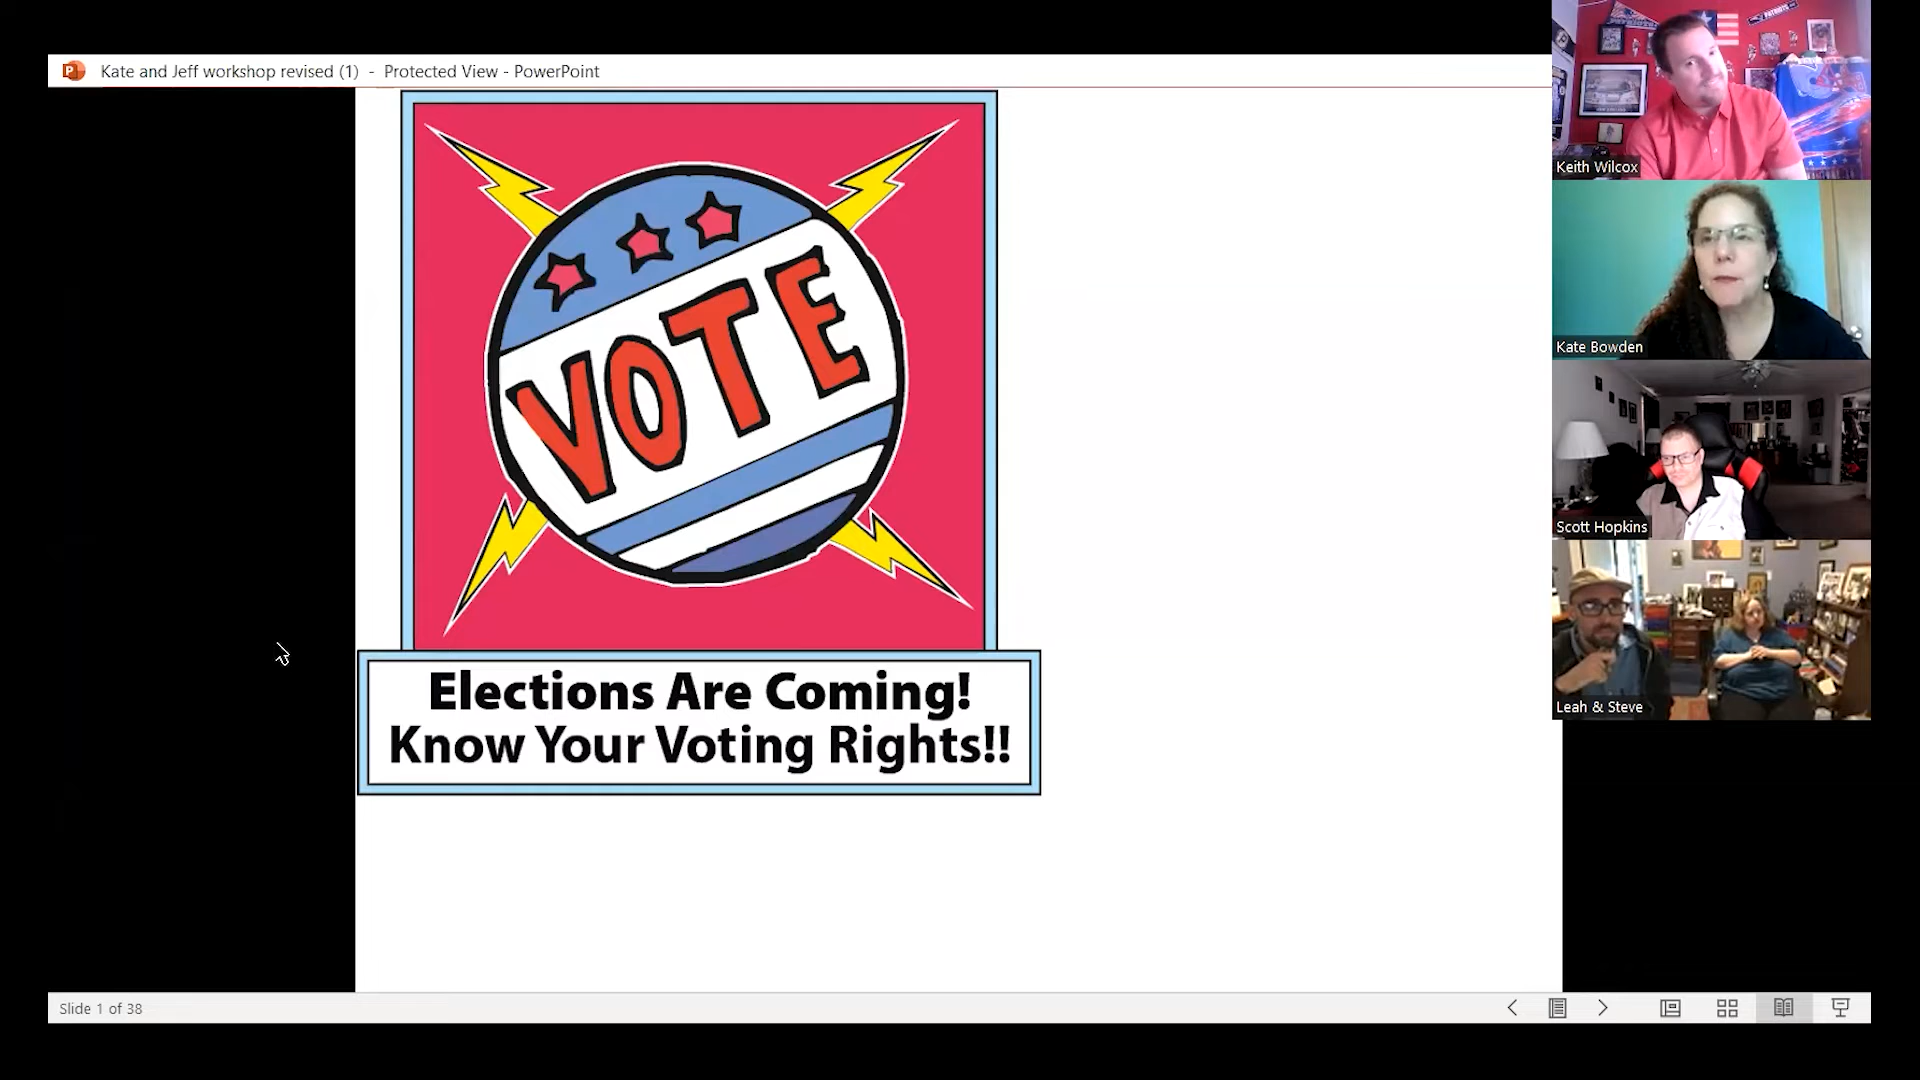 Kate and Jeff workshop revised (1) - Protected View - PowerPoint
VOTE
Elections Are Coming!
Know Your Voting Rights!!
Slide 1 of 38
PATRIOTS
Keith Wilcox
Kate Bowden
Scott Hopkins
Leah & Steve